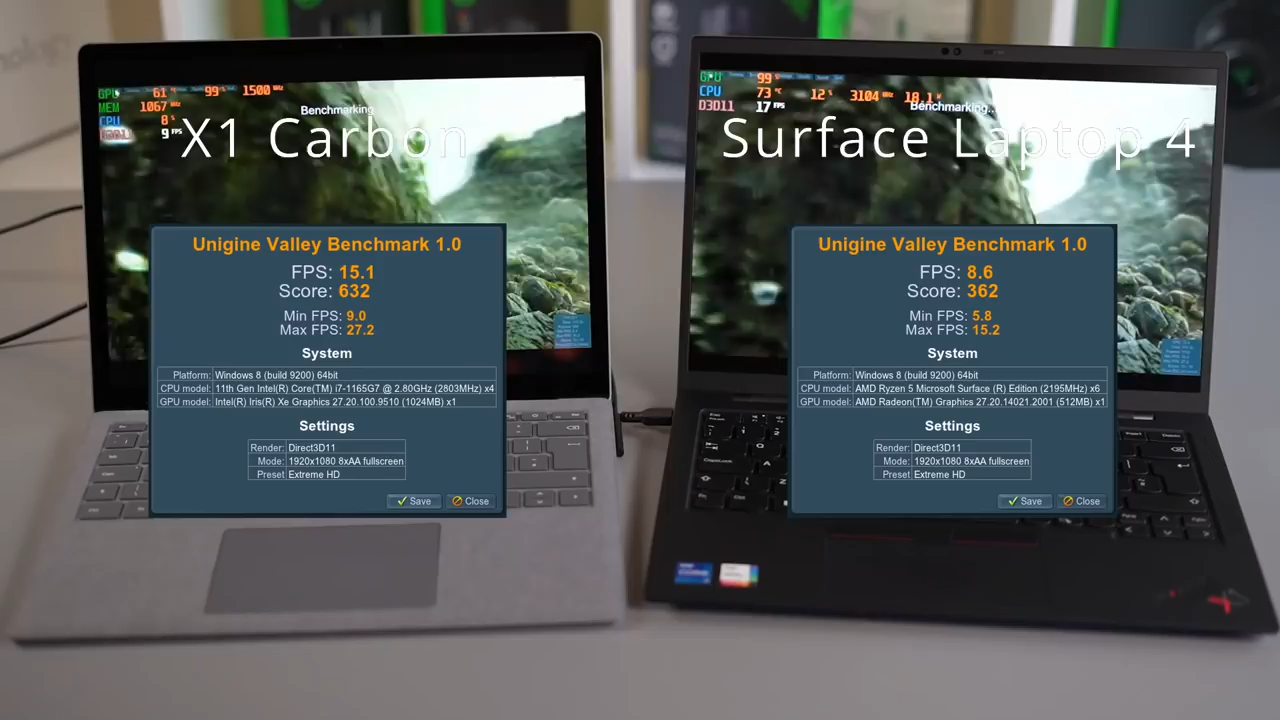 GPU 61 °C 99 % 1500 MHz
MEM 1067 MHz
CPU 8 %
9 FPS
Benchmarking
X1 Carbon
Unigine Valley Benchmark 1.0
FPS: 15.1
Score: 632
Min FPS: 9.0
Max FPS: 27.2
System
Platform: Windows 8 (build 9200) 64bit
CPU model: 11th Gen Intel(R) Core(TM) i7-1165G7 @ 2.80GHz (2803MHz) x4
GPU model: Intel(R) Iris(R) Xe Graphics 27.20.100.9510 (1024MB) x1
Settings
Render: Direct3D11
Mode: 1920x1080 8xAA fullscreen
Preset Extreme HD
Save Close
GPU 99 %
CPU 73 °C 12 % 3104 MHz 18.1 W
D3D11 17 FPS
Benchmarking...
Surface Laptop 4
Unigine Valley Benchmark 1.0
FPS: 8.6
Score: 362
Min FPS: 5.8
Max FPS: 15.2
System
Platform: Windows 8 (build 9200) 64bit
CPU model: AMD Ryzen 5 Microsoft Surface (R) Edition (2195MHz) x6
GPU model: AMD Radeon(TM) Graphics 27.20.14021.2001 (512MB) x1
Settings
Render: Direct3D11
Mode: 1920x1080 8xAA fullscreen
Preset Extreme HD
Save Close